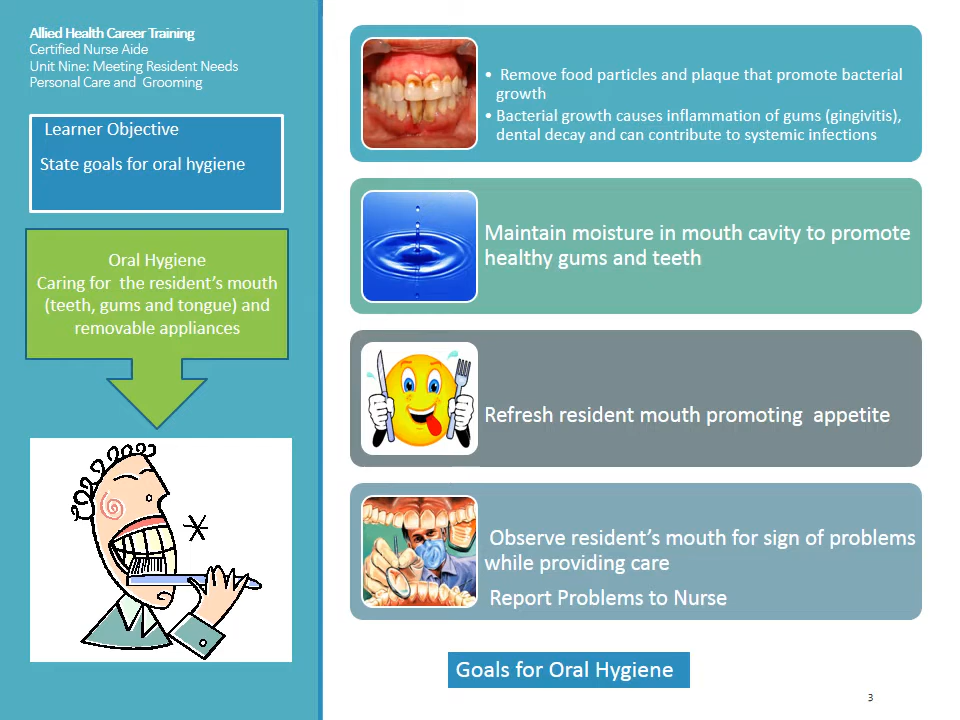 Allied Health Career Training
Certified Nurse Aide
Unit Nine: Meeting Resident Needs
Personal Care and Grooming
Learner Objective
State goals for oral hygiene
Oral Hygiene
Caring for the resident's mouth
(teeth, gums and tongue) and
removable appliances
• Remove food particles and plaque that promote bacterial
growth
• Bacterial growth causes inflammation of gums (gingivitis),
dental decay and can contribute to systemic infections
Maintain moisture in mouth cavity to promote
healthy gums and teeth
Refresh resident mouth promoting appetite
Observe resident's mouth for sign of problems
while providing care
Report Problems to Nurse
Goals for Oral Hygiene
3